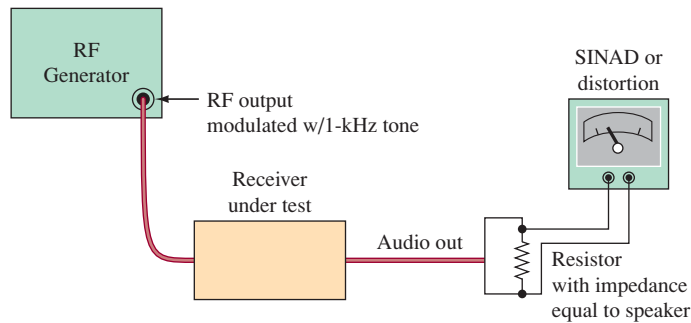 RF
Generator
RF output
modulated w/1-kHz tone
SINAD or
distortion
Receiver
under test
Audio out
Resistor
with impedance
equal to speaker